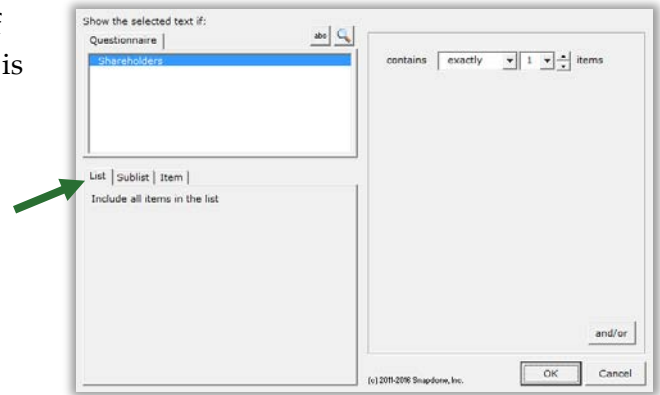 f
is
Show the selected text if:
Questionnaire
abc
Shareholders
contains exactly 1 items
List Sublist Item
Include all items in the list
and/or
(c) 2011-2016 Snapdone, Inc.
OK Cancel